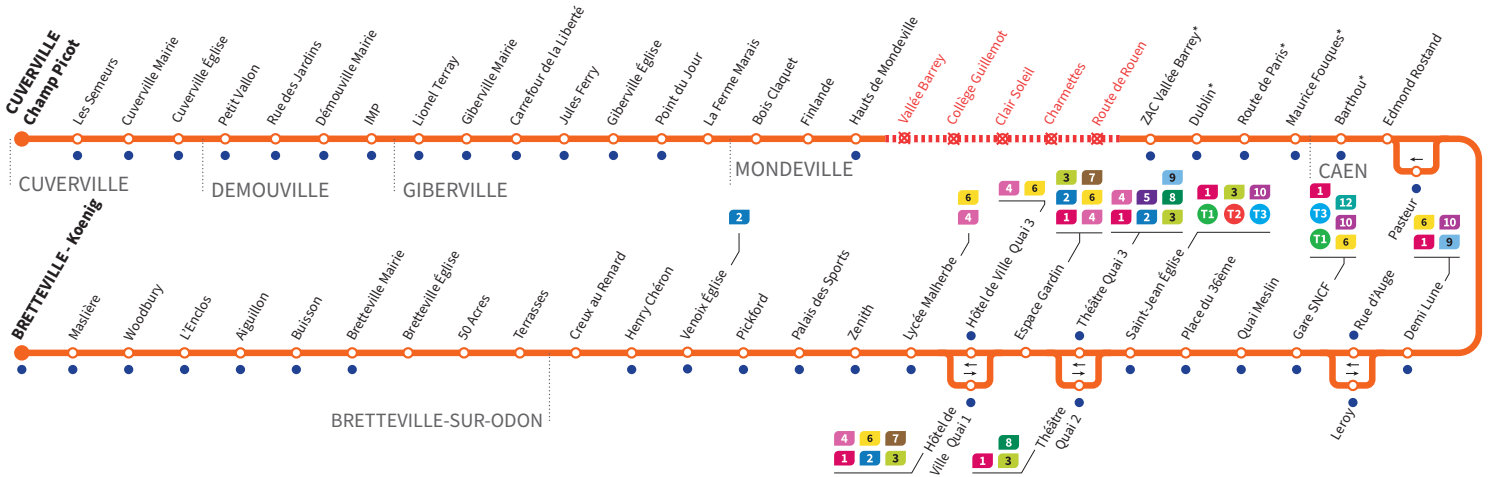 CUVERVILLE
Champ Picot
Les Semeurs
Cuverville Mairie
Cuverville Église
Petit Vallon
Rue des Jardins
Démouville Mairie
IMP
Lionel Terray
Giberville Mairie
Carrefour de la Liberté
Jules Ferry
Giberville Église
Point du Jour
La Ferme Marais
Bois Claquet
Finlande
Hauts de Mondeville
Vallée Barrey
Collège Guillemot
Clair Soleil
Charmettes
Route de Rouen
ZAC Vallée Barrey*
Dublin*
Route de Paris*
Maurice Fouques*
Barthou*
Edmond Rostand
CUVERVILLE
DEMOUVILLE
GIBERVILLE
MONDEVILLE
CAEN
Pasteur
BRETTEVILLE - Koenig
Maslière
Woodbury
L'Enclos
Aiguillon
Buisson
Bretteville Mairie
Bretteville Église
50 Acres
Terrasses
Creux au Renard
Henry Chéron
Venoix Église
2
Pickford
Palais des Sports
Zenith
Lycée Malherbe
6
4
Hôtel de Ville Quai 3
4 6
Espace Gardin
3 7
2 6
1 4
Théâtre Quai 3
9
4 5 8
1 2 3
Saint-Jean Église
1 3 10
T1 T2 T3
Place du 36ème
Quai Meslin
Gare SNCF
1
T3 12
10
T1 6
Rue d'Auge
Demi Lune
6 10
1 9
BRETTEVILLE-SUR-ODON
4 6 7
1 2 3
Hôtel de
Ville Quai 1
8
1 3
Théâtre
Quai 2
Leroy